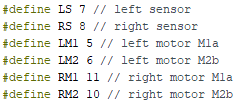 #define LS 7 // left sensor
#define RS 8 // right sensor
#define LM1 5 // left motor M1a
#define LM2 6 // left motor M2b
#define RM1 11 // right motor M1a
#define RM2 10 // right motor M2b